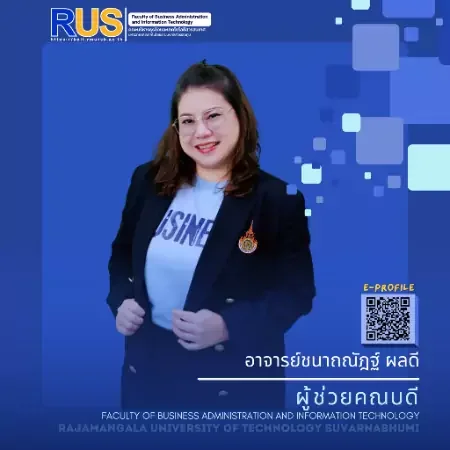 RUS
Faculty of Business Administration
and Information Technology
USINE
E-PROFILE
อาจารย์ชนาถณัฏฐ์ ผลดี
ผู้ช่วยคณบดี
FACULTY OF BUSINESS ADMINISTRATION AND INFORMATION TECHNOLOGY
RAJAMANGALA UNIVERSITY OF TECHNOLOGY SUVARNABHUMI